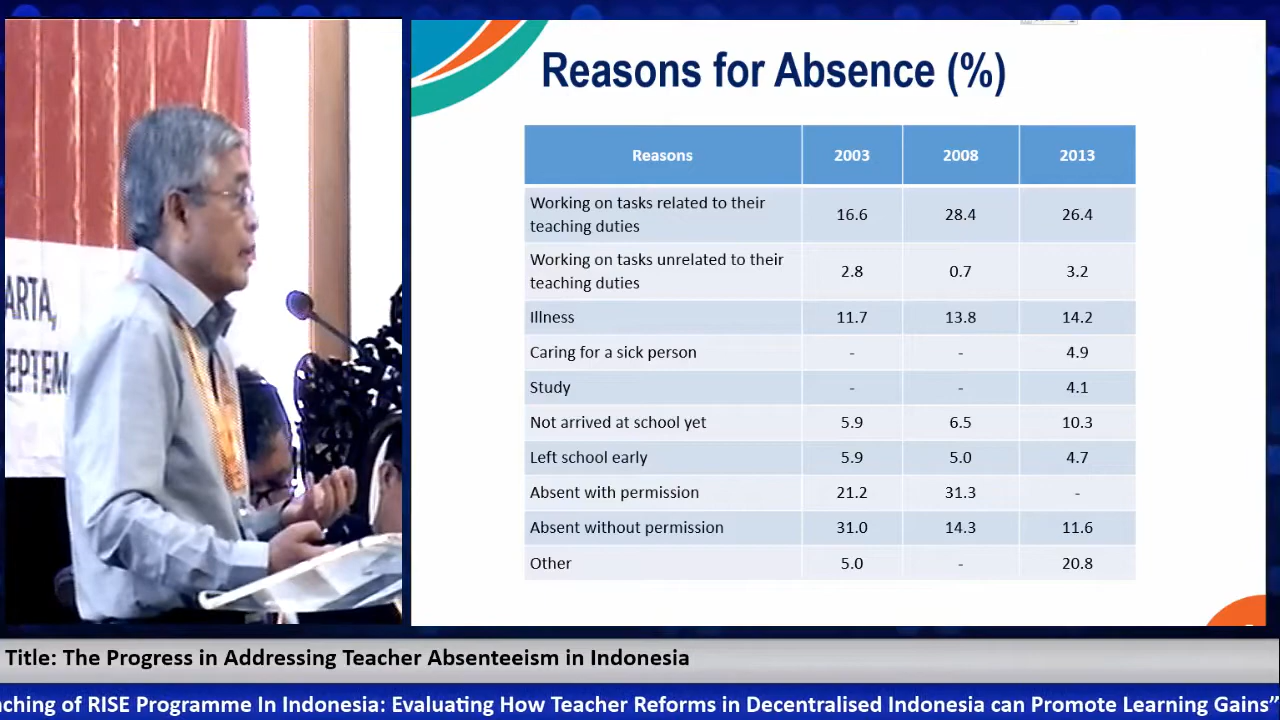 ARTA,
EPTEM
Reasons for Absence (%)
Reasons 2003 2008 2013
Working on tasks related to their
teaching duties 16.6 28.4 26.4
Working on tasks unrelated to their
teaching duties 2.8 0.7 3.2
Illness 11.7 13.8 14.2
Caring for a sick person - - 4.9
Study - - 4.1
Not arrived at school yet 5.9 6.5 10.3
Left school early 5.9 5.0 4.7
Absent with permission 21.2 31.3 -
Absent without permission 31.0 14.3 11.6
Other 5.0 - 20.8
Title: The Progress in Addressing Teacher Absenteeism in Indonesia
ching of RISE Programme In Indonesia: Evaluating How Teacher Reforms in Decentralised Indonesia can Promote Learning Gains”